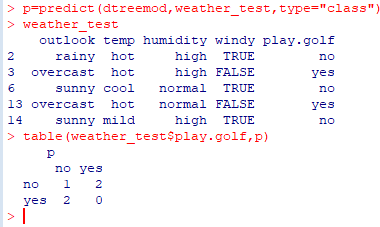 > p=predict(dtreemod,weather_test,type="class")
> weather_test
    outlook temp humidity windy play.golf
2     rainy  hot     high  TRUE        no
3  overcast  hot     high FALSE       yes
6     sunny cool   normal  TRUE        no
13 overcast  hot   normal FALSE       yes
14    sunny mild     high  TRUE        no
> table(weather_test$play.golf,p)
     p
      no yes
  no   1   2
  yes  2   0
>